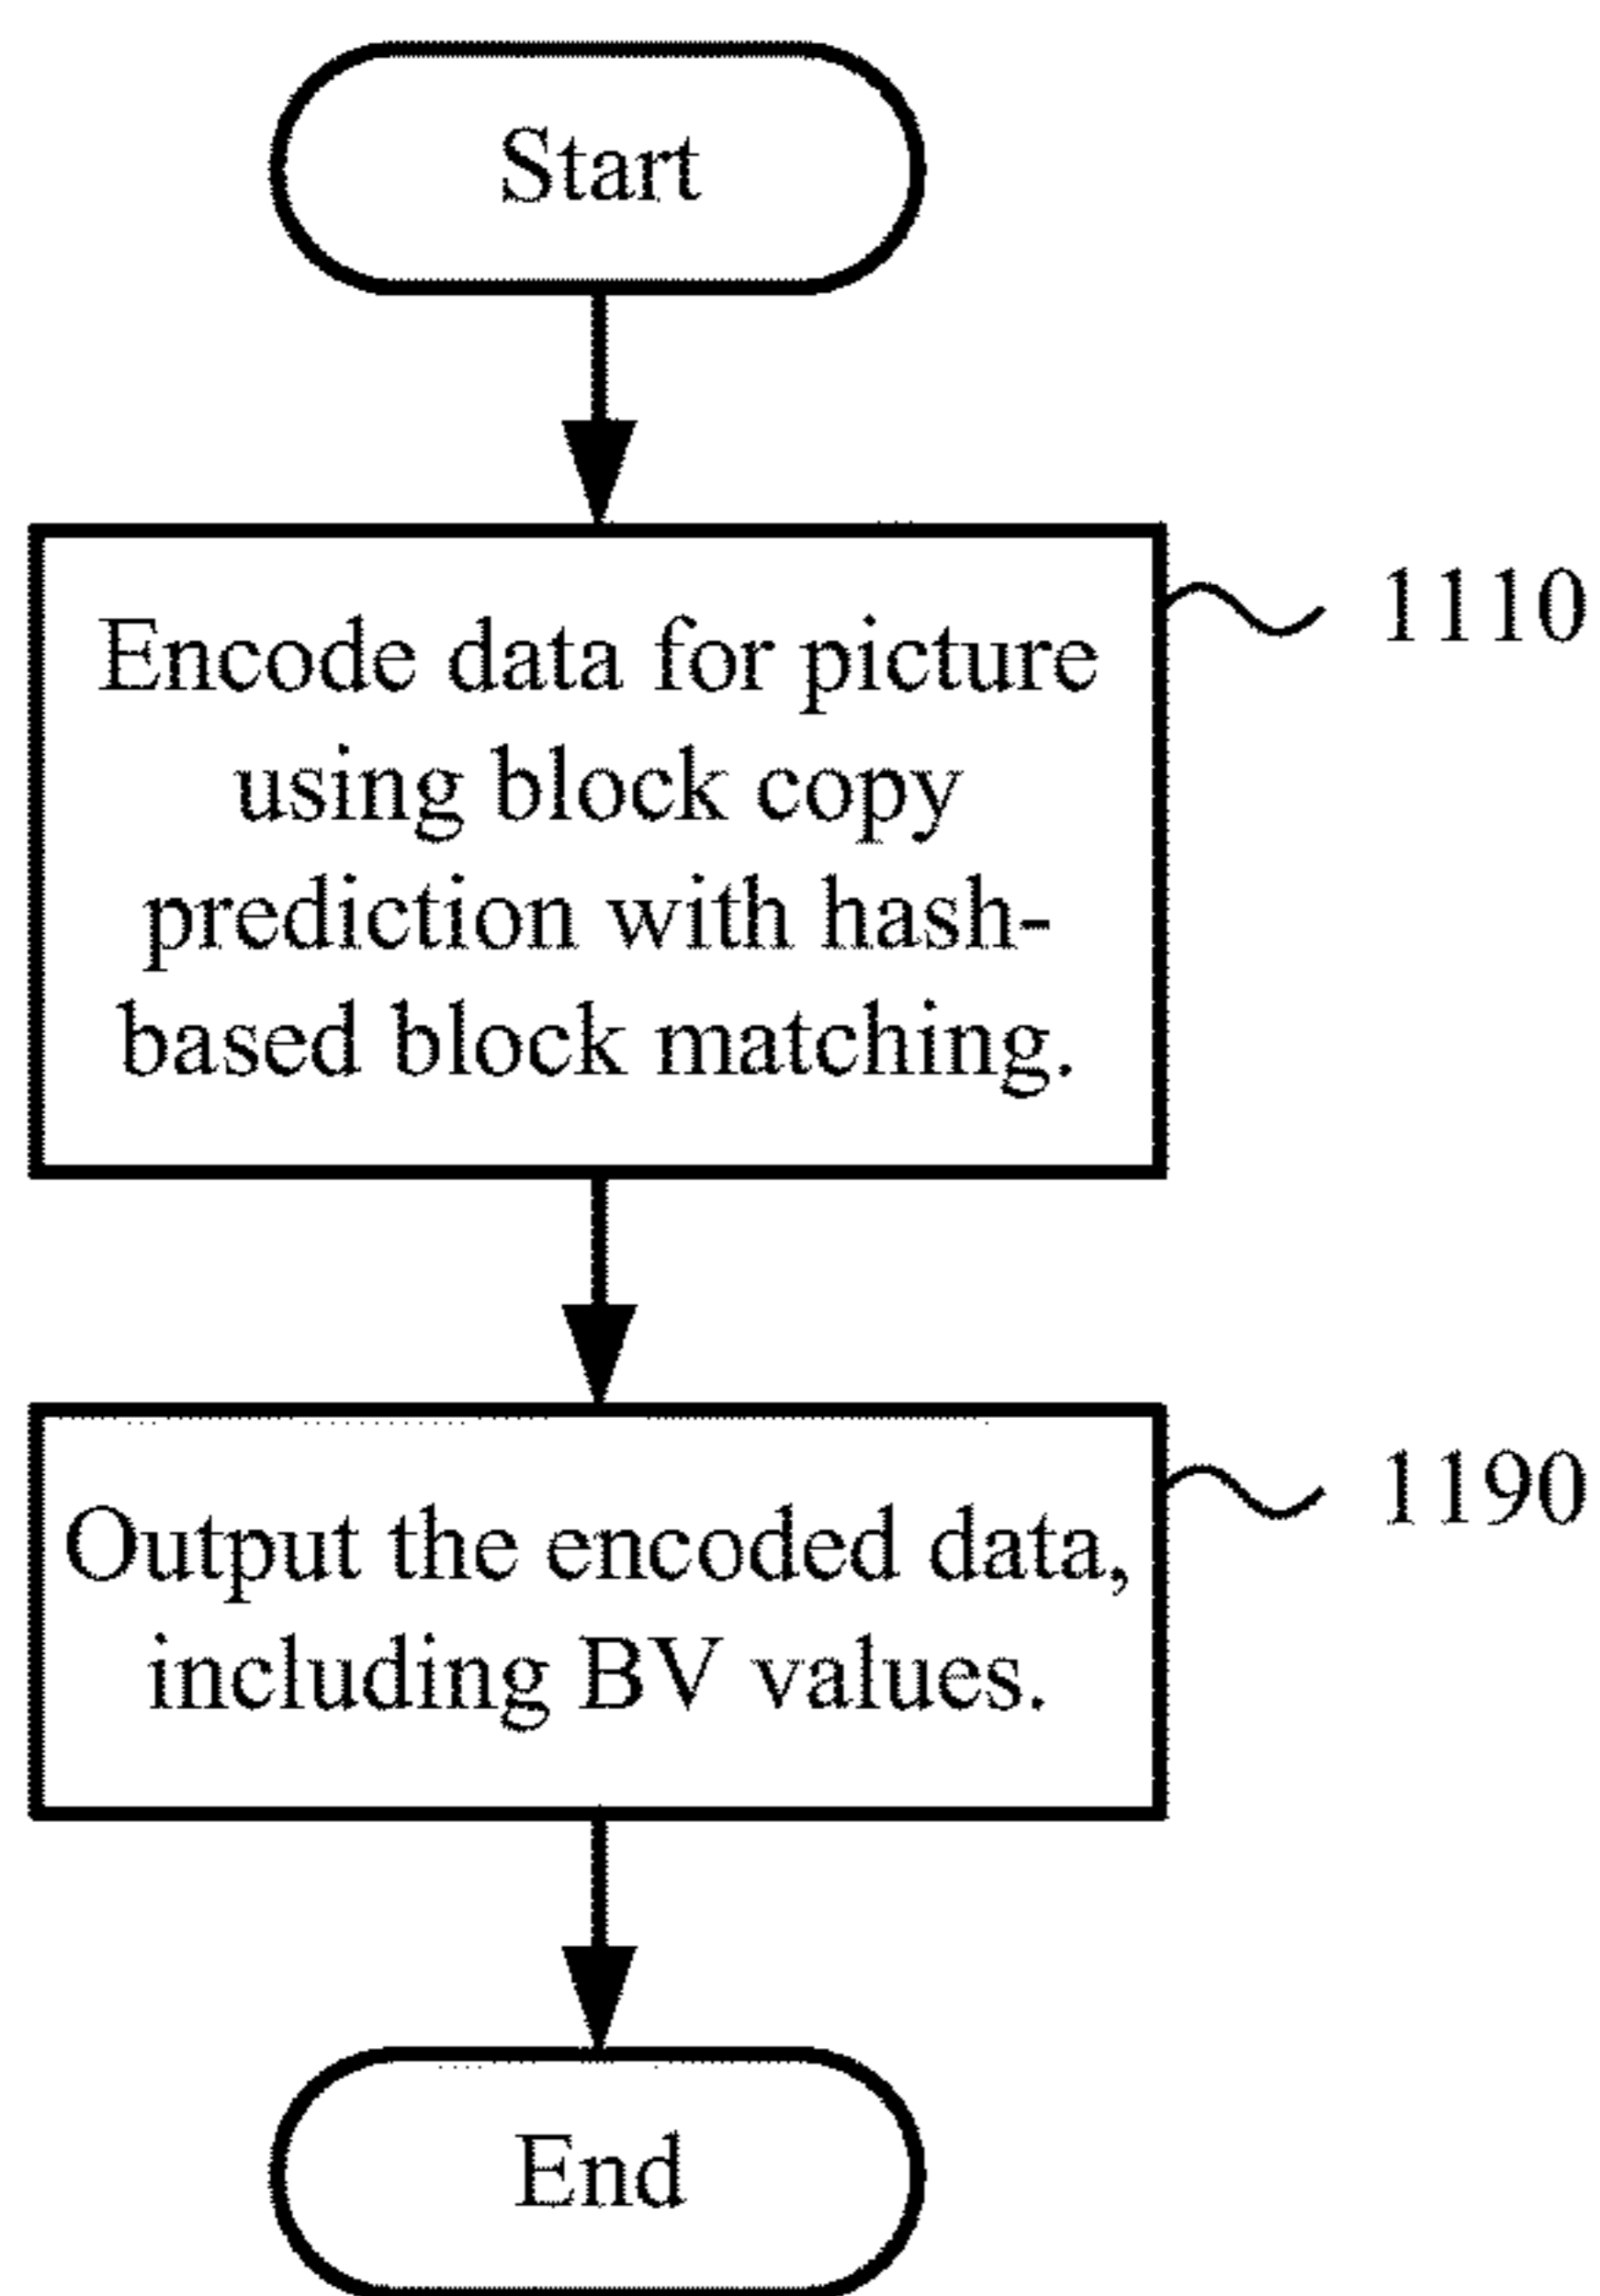 Start
Encode data for picture
using block copy
prediction with hash-
based block matching.
1110
Output the encoded data,
including BV values.
1190
End